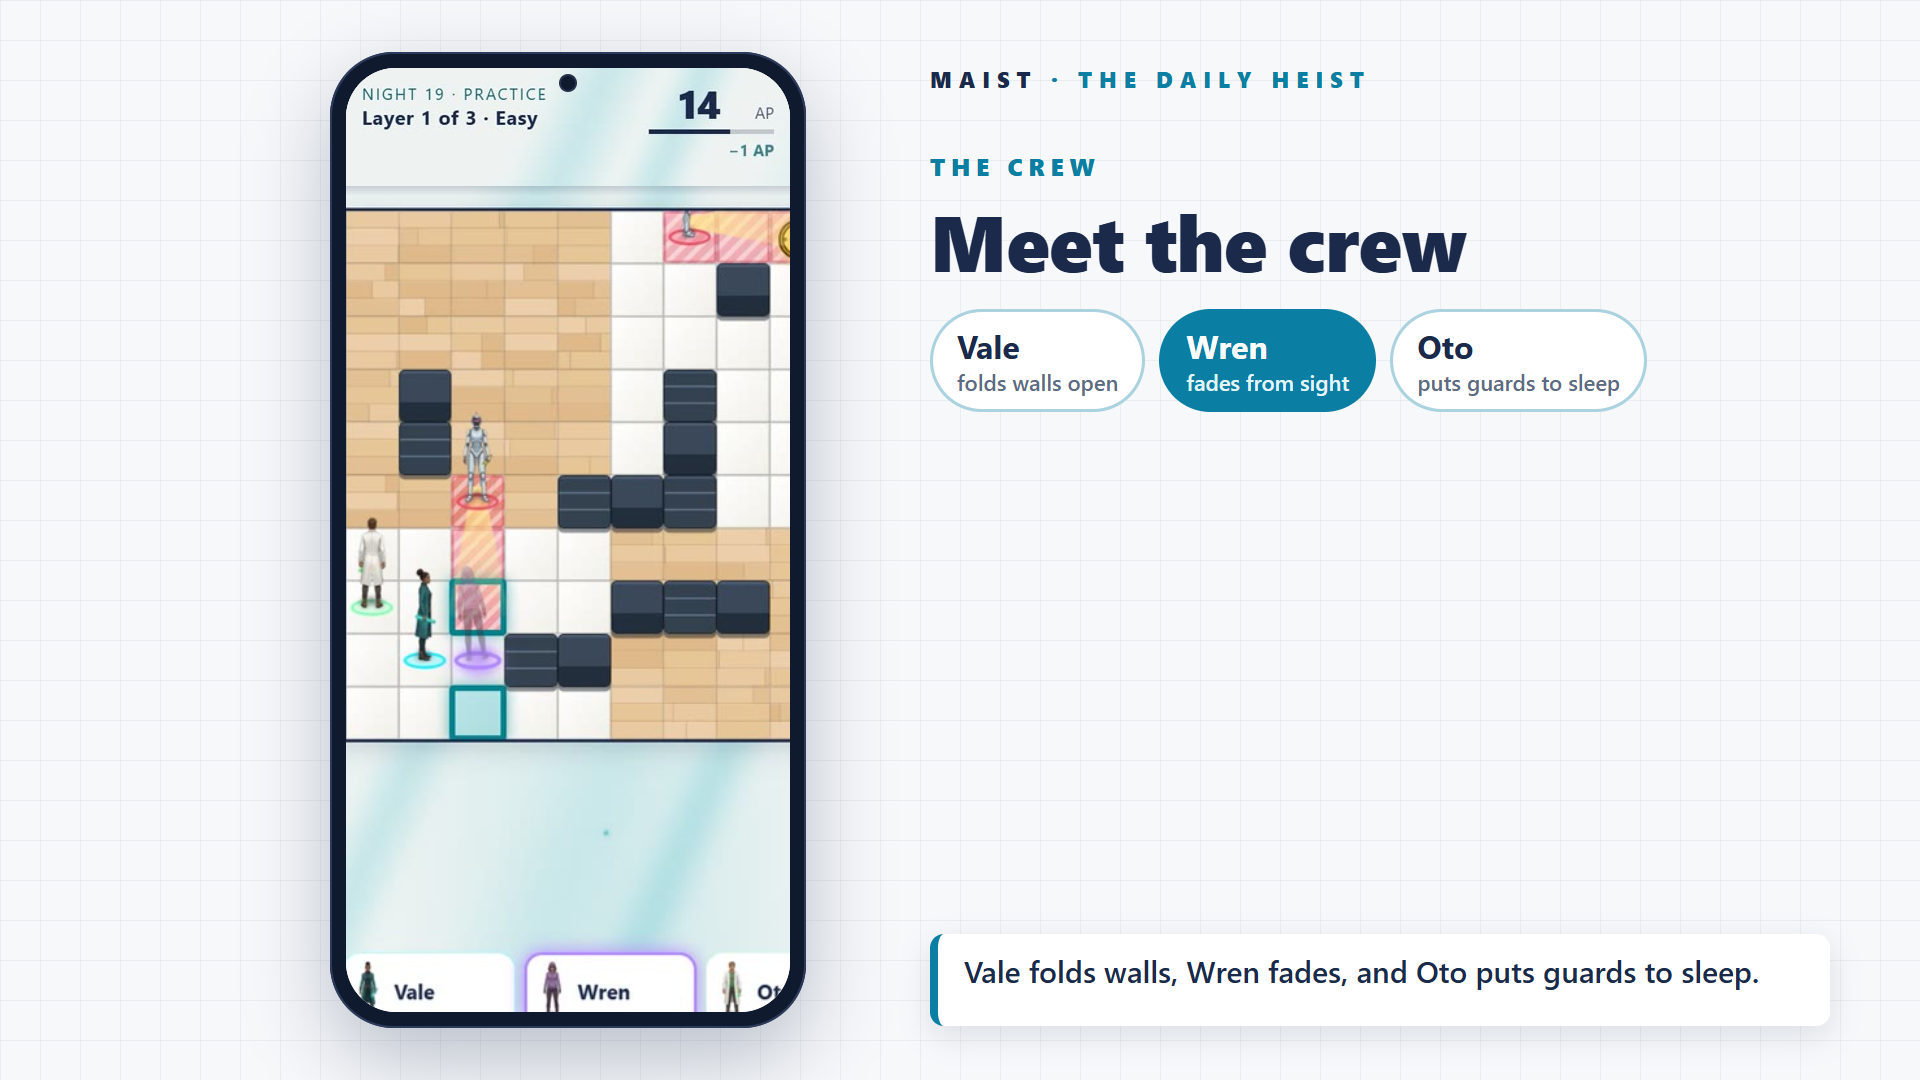 NIGHT 19 · PRACTICE
Layer 1 of 3 · Easy
14 AP
−1 AP
Vale
Wren
Ot
MAIST · THE DAILY HEIST
THE CREW
Meet the crew
Vale
folds walls open
Wren
fades from sight
Oto
puts guards to sleep
Vale folds walls, Wren fades, and Oto puts guards to sleep.